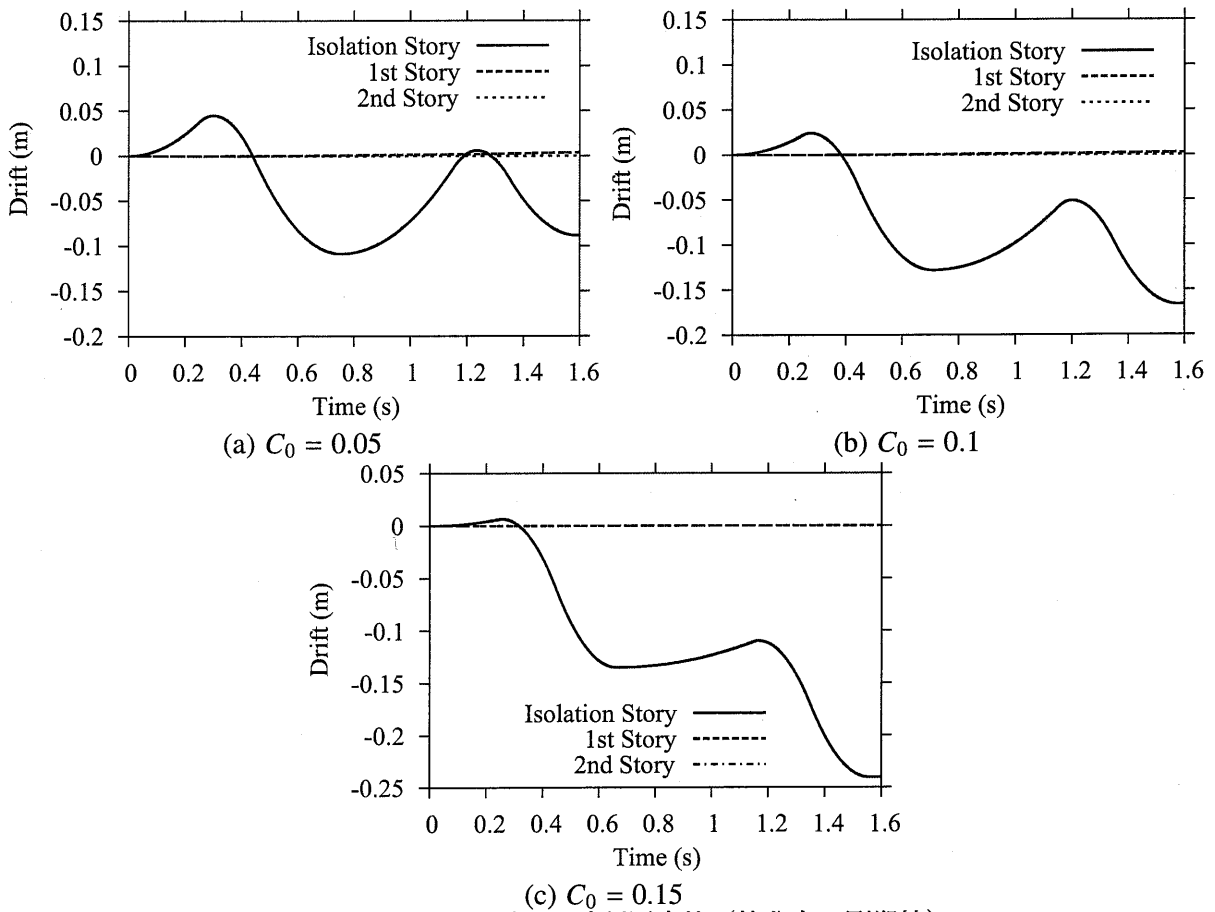 0.15
0.1
0.05
0
-0.05
-0.1
-0.15
-0.2
Drift (m)
Isolation Story
1st Story
2nd Story
0 0.2 0.4 0.6 0.8 1 1.2 1.4 1.6
Time (s)
(a) C₀ = 0.05
0.15
0.1
0.05
0
-0.05
-0.1
-0.15
-0.2
Drift (m)
Isolation Story
1st Story
2nd Story
0 0.2 0.4 0.6 0.8 1 1.2 1.4 1.6
Time (s)
(b) C₀ = 0.1
0.05
0
-0.05
-0.1
-0.15
-0.2
-0.25
Drift (m)
Isolation Story
1st Story
2nd Story
0 0.2 0.4 0.6 0.8 1 1.2 1.4 1.6
Time (s)
(c) C₀ = 0.15